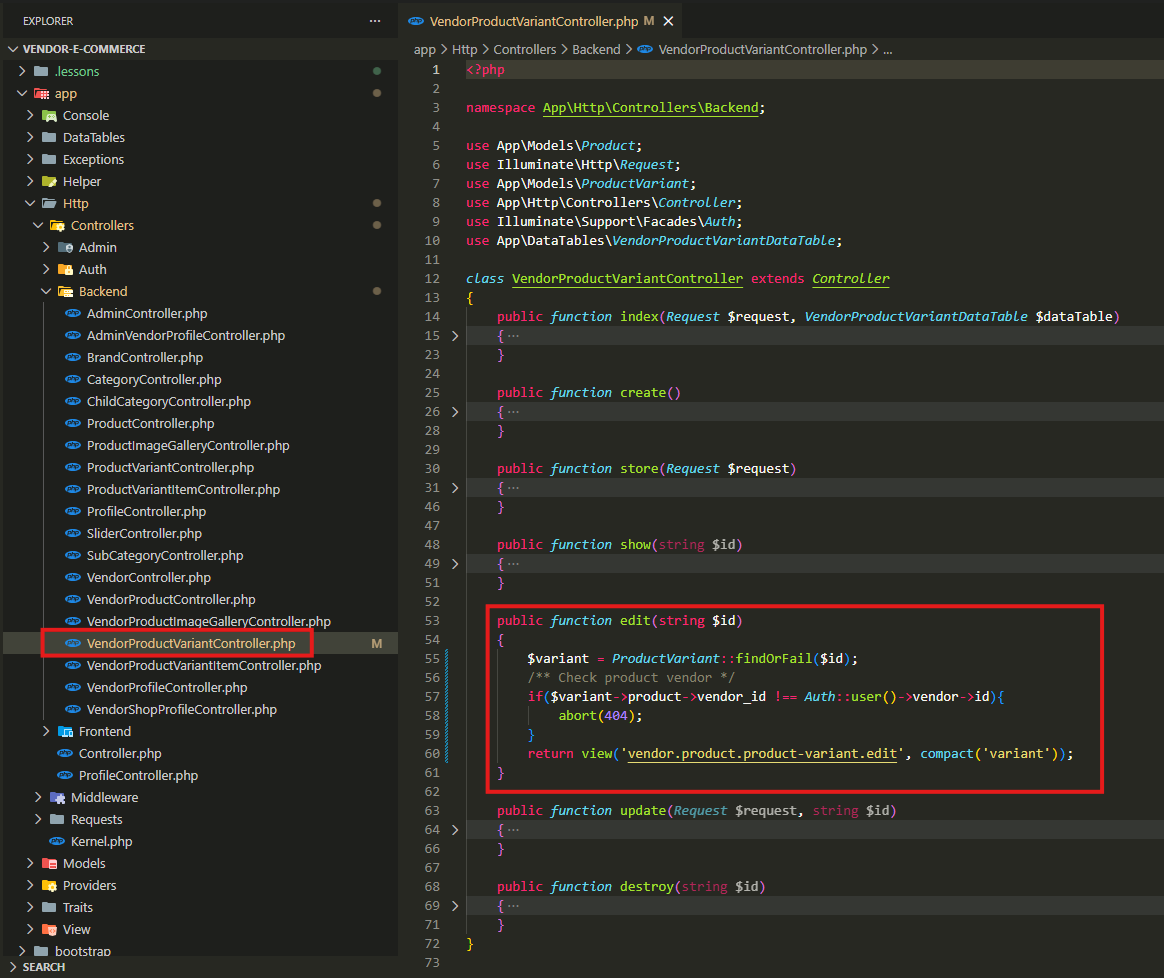 EXPLORER
···
VENDOR-E-COMMERCE
.lessons
app
Console
DataTables
Exceptions
Helper
Http
Controllers
Admin
Auth
Backend
AdminController.php
AdminVendorProfileController.php
BrandController.php
CategoryController.php
ChildCategoryController.php
ProductController.php
ProductImageGalleryController.php
ProductVariantController.php
ProductVariantItemController.php
ProfileController.php
SliderController.php
SubCategoryController.php
VendorController.php
VendorProductController.php
VendorProductImageGalleryController.php
VendorProductVariantController.php M
VendorProductVariantItemController.php
VendorProfileController.php
VendorShopProfileController.php
Frontend
Controller.php
ProfileController.php
Middleware
Requests
Kernel.php
Models
Providers
Traits
View
bootstrap
SEARCH
VendorProductVariantController.php M
app > Http > Controllers > Backend > VendorProductVariantController.php > ...
1 <?php
2
3 namespace App\Http\Controllers\Backend;
4
5 use App\Models\Product;
6 use Illuminate\Http\Request;
7 use App\Models\ProductVariant;
8 use App\Http\Controllers\Controller;
9 use Illuminate\Support\Facades\Auth;
10 use App\DataTables\VendorProductVariantDataTable;
11
12 class VendorProductVariantController extends Controller
13 {
14 public function index(Request $request, VendorProductVariantDataTable $dataTable)
15 { ···
23 }
24
25 public function create()
26 { ···
28 }
29
30 public function store(Request $request)
31 { ···
46 }
47
48 public function show(string $id)
49 { ···
51 }
52
53 public function edit(string $id)
54 {
55 $variant = ProductVariant::findOrFail($id);
56 /** Check product vendor */
57 if($variant->product->vendor_id !== Auth::user()->vendor->id){
58 abort(404);
59 }
60 return view('vendor.product.product-variant.edit', compact('variant'));
61 }
62
63 public function update(Request $request, string $id)
64 { ···
66 }
67
68 public function destroy(string $id)
69 { ···
71 }
72 }
73